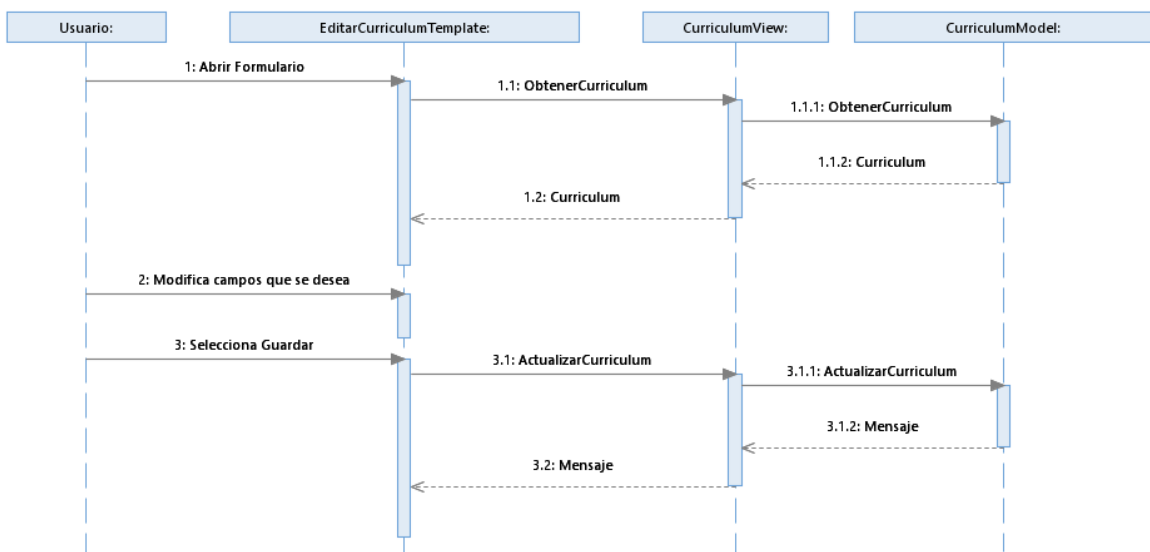 Usuario:
EditarCurriculumTemplate:
CurriculumView:
CurriculumModel:
1: Abrir Formulario
1.1: ObtenerCurriculum
1.1.1: ObtenerCurriculum
1.1.2: Curriculum
1.2: Curriculum
2: Modifica campos que se desea
3: Selecciona Guardar
3.1: ActualizarCurriculum
3.1.1: ActualizarCurriculum
3.1.2: Mensaje
3.2: Mensaje